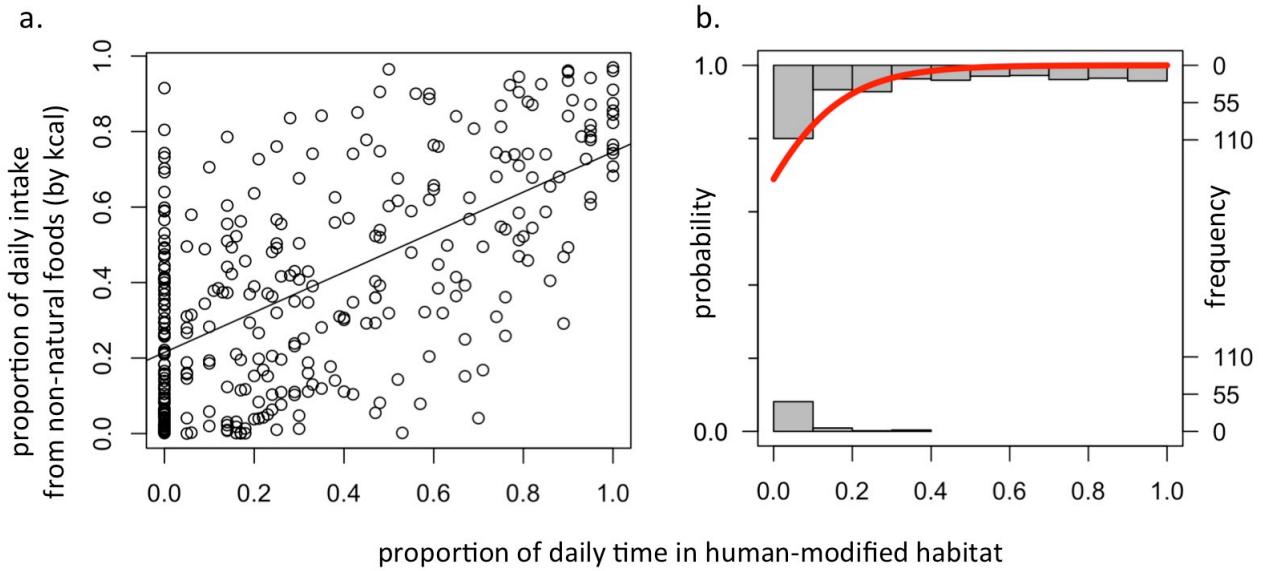 a.
proportion of daily intake
from non-natural foods (by kcal)
1.0
0.8
0.6
0.4
0.2
0.0
0.0 0.2 0.4 0.6 0.8 1.0
b.
probability
1.0
0.0
frequency
0
55
110
110
55
0
0.0 0.2 0.4 0.6 0.8 1.0
proportion of daily time in human-modified habitat